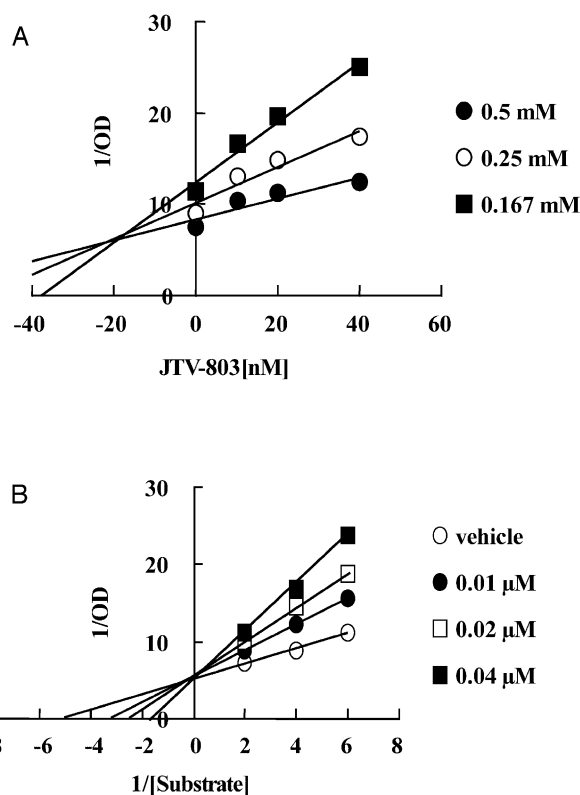 A
30
20
10
0
1/OD
-40 -20 0 20 40 60
JTV-803[nM]
0.5 mM
0.25 mM
0.167 mM
B
30
20
10
0
1/OD
-6 -4 -2 0 2 4 6 8
1/[Substrate]
vehicle
0.01 µM
0.02 µM
0.04 µM